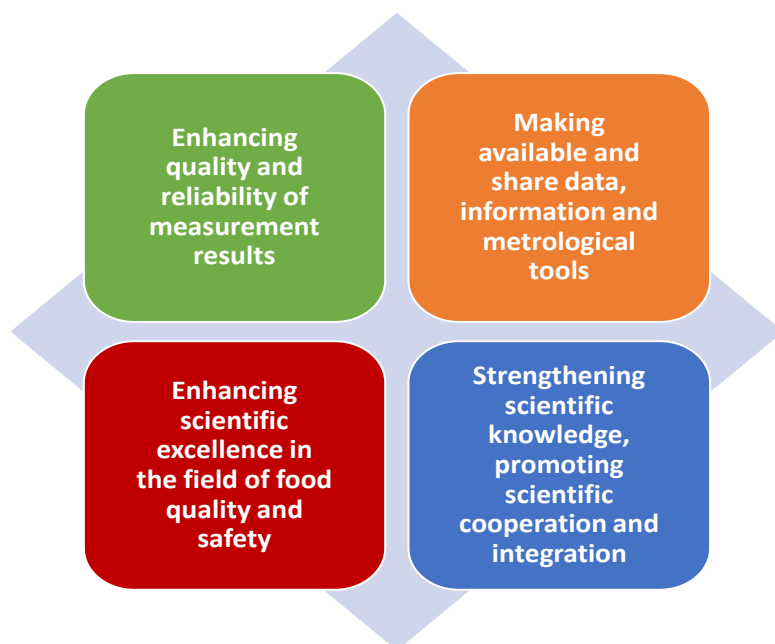 Enhancing
quality and
reliability of
measurement
results
Making
available and
share data,
information and
metrological
tools
Enhancing
scientific
excellence in
the field of food
quality and
safety
Strengthening
scientific
knowledge,
promoting
scientific
cooperation and
integration